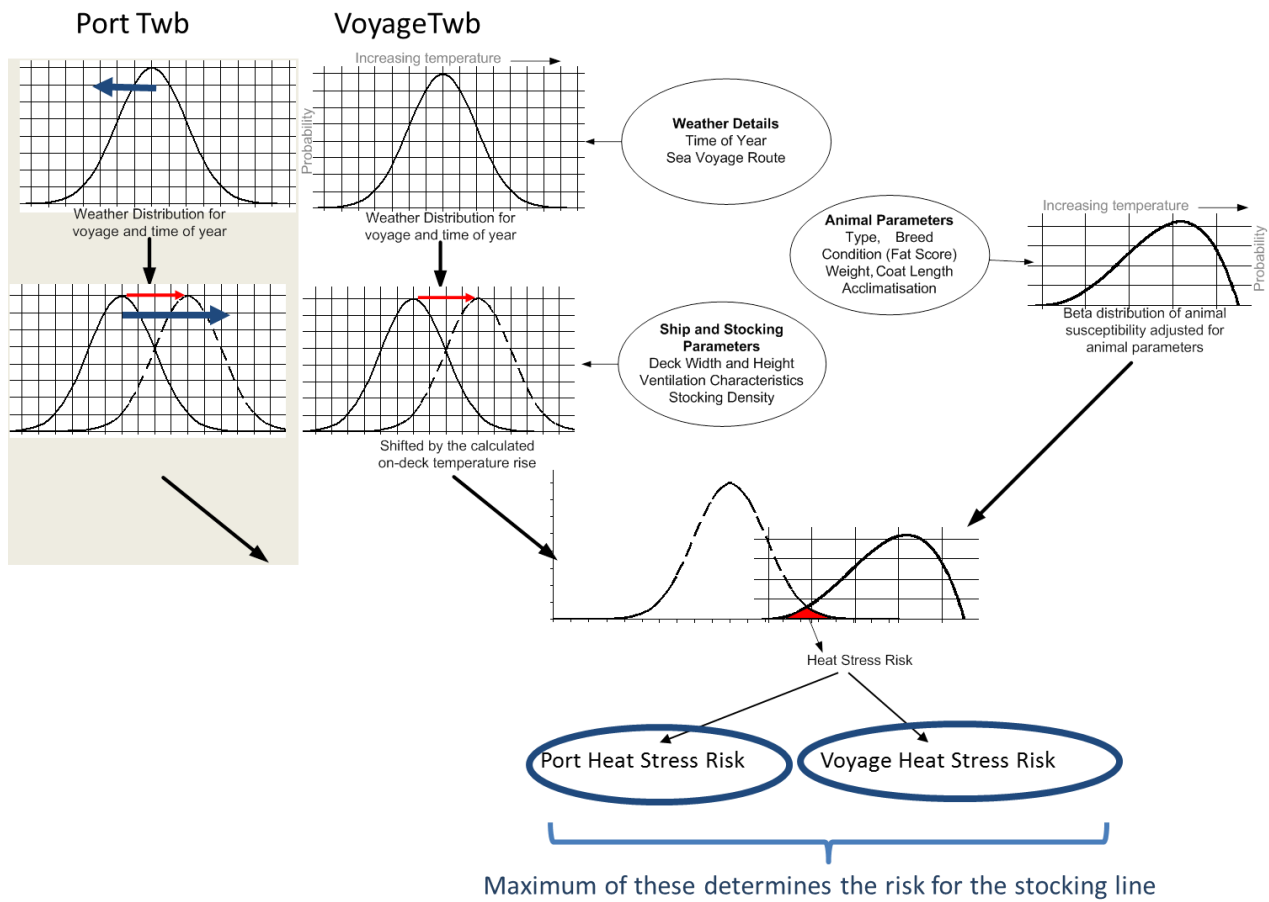 Port Twb
VoyageTwb
Increasing temperature
Probability
Weather Details
Time of Year
Sea Voyage Route
Weather Distribution for
voyage and time of year
Weather Distribution for
voyage and time of year
Animal Parameters
Type, Breed
Condition (Fat Score)
Weight, Coat Length
Acclimatisation
Increasing temperature
Probability
Beta distribution of animal
susceptibility adjusted for
animal parameters
Ship and Stocking
Parameters
Deck Width and Height
Ventilation Characteristics
Stocking Density
Shifted by the calculated
on-deck temperature rise
Heat Stress Risk
Port Heat Stress Risk
Voyage Heat Stress Risk
Maximum of these determines the risk for the stocking line